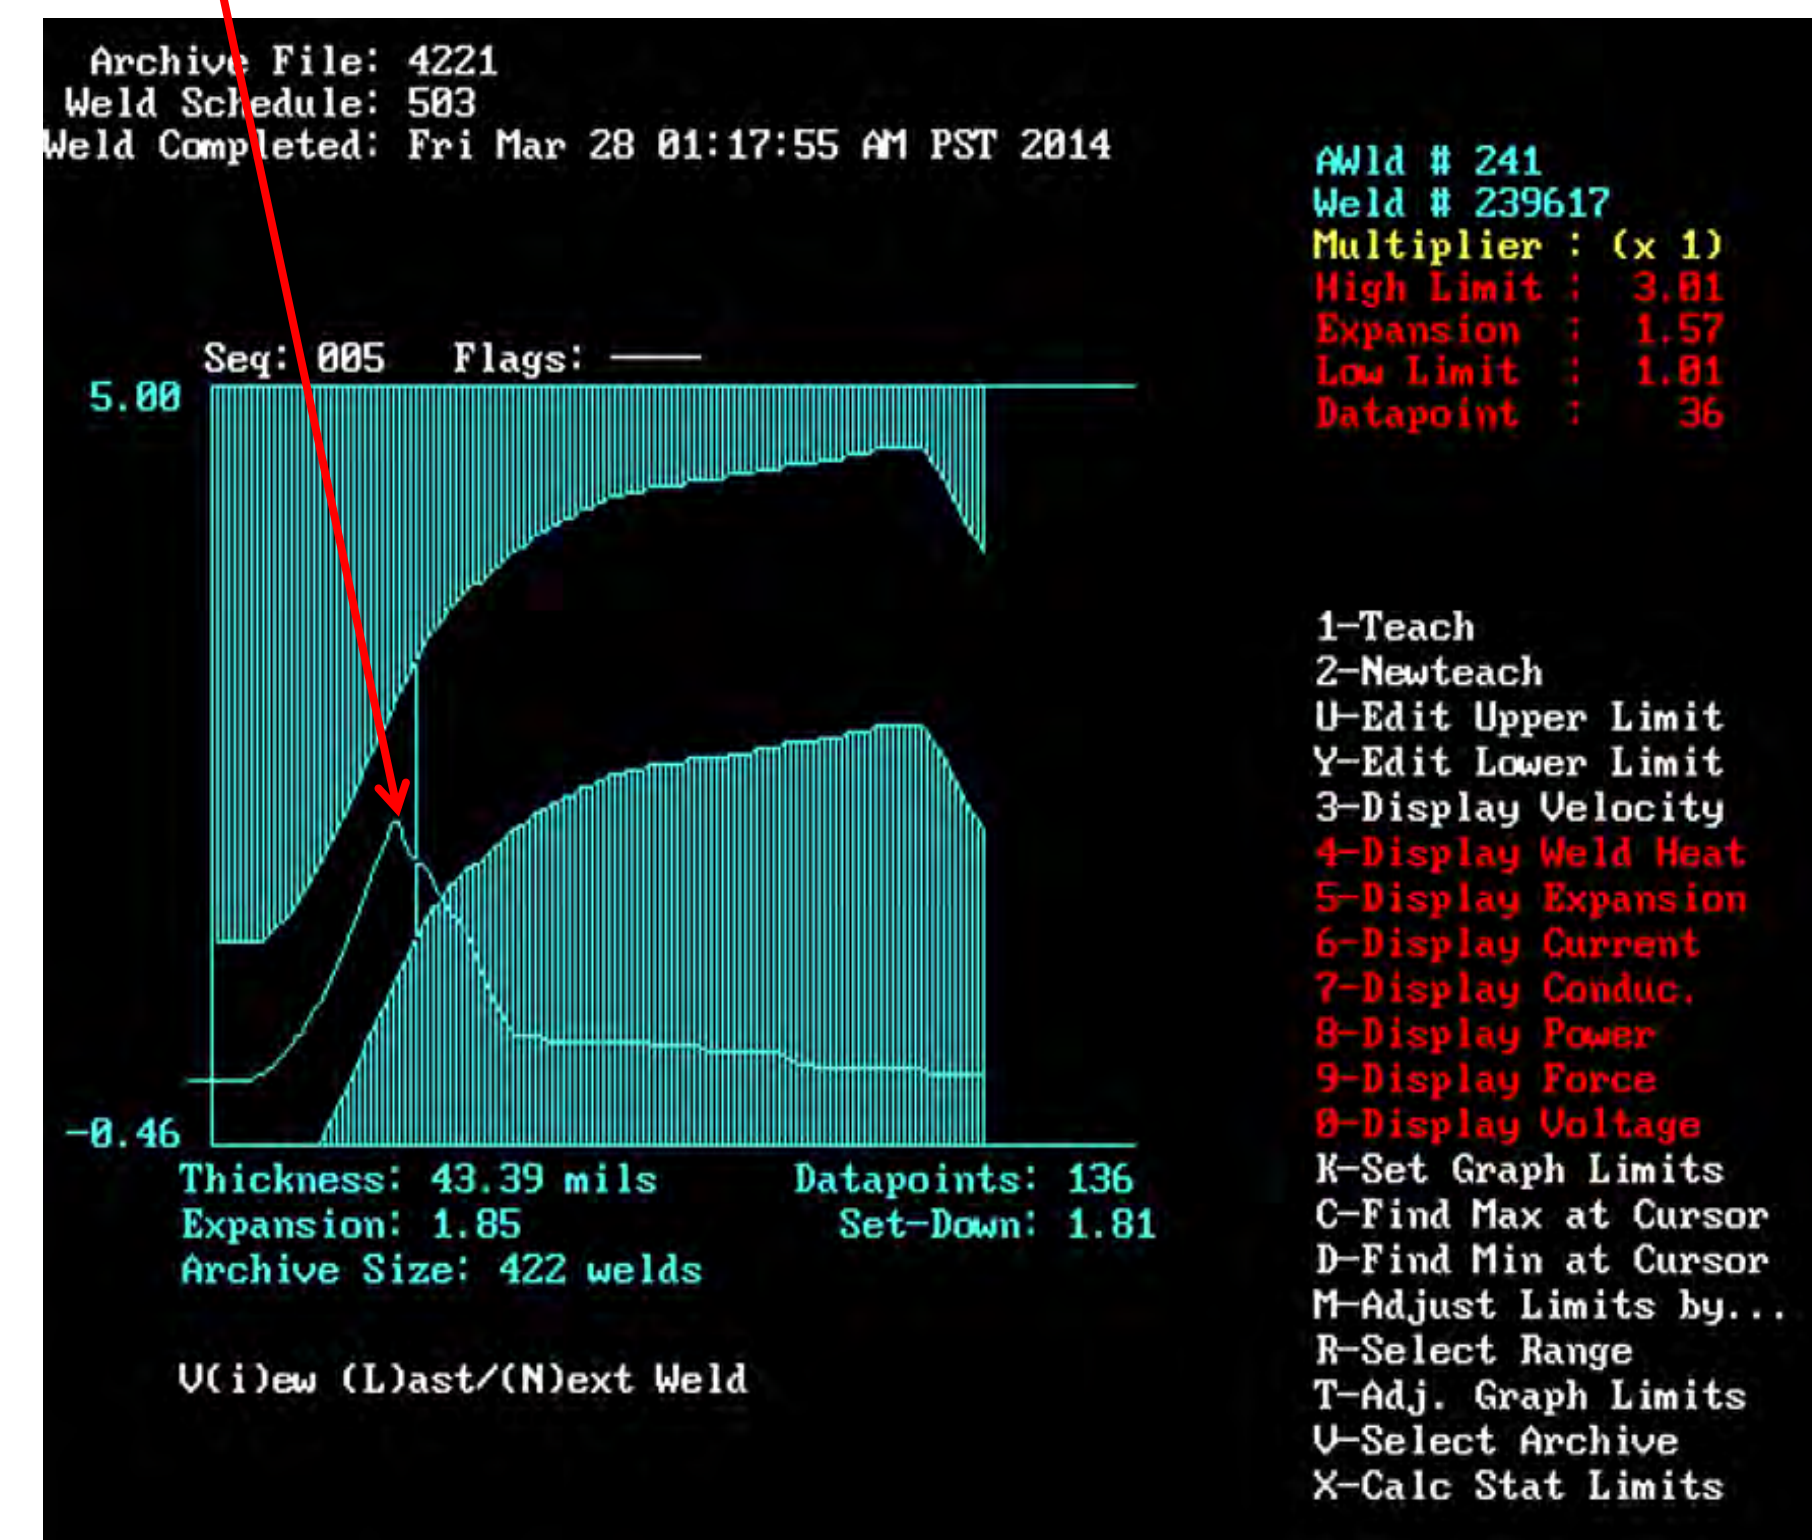 Archive File: 4221
Weld Schedule: 503
Weld Completed: Fri Mar 28 01:17:55 AM PST 2014
AWld # 241
Weld # 239617
Multiplier : (x 1)
High Limit : 3.01
Expansion : 1.57
Low Limit : 1.01
Datapoint : 36
Seq: 005 Flags: ────
5.00
-0.46
Thickness: 43.39 mils Datapoints: 136
Expansion: 1.85 Set-Down: 1.81
Archive Size: 422 welds
V(i)ew (L)ast/(N)ext Weld
1-Teach
2-Newteach
U-Edit Upper Limit
Y-Edit Lower Limit
3-Display Velocity
4-Display Weld Heat
5-Display Expansion
6-Display Current
7-Display Conduc.
8-Display Power
9-Display Force
0-Display Voltage
K-Set Graph Limits
C-Find Max at Cursor
D-Find Min at Cursor
M-Adjust Limits by...
R-Select Range
T-Adj. Graph Limits
V-Select Archive
X-Calc Stat Limits